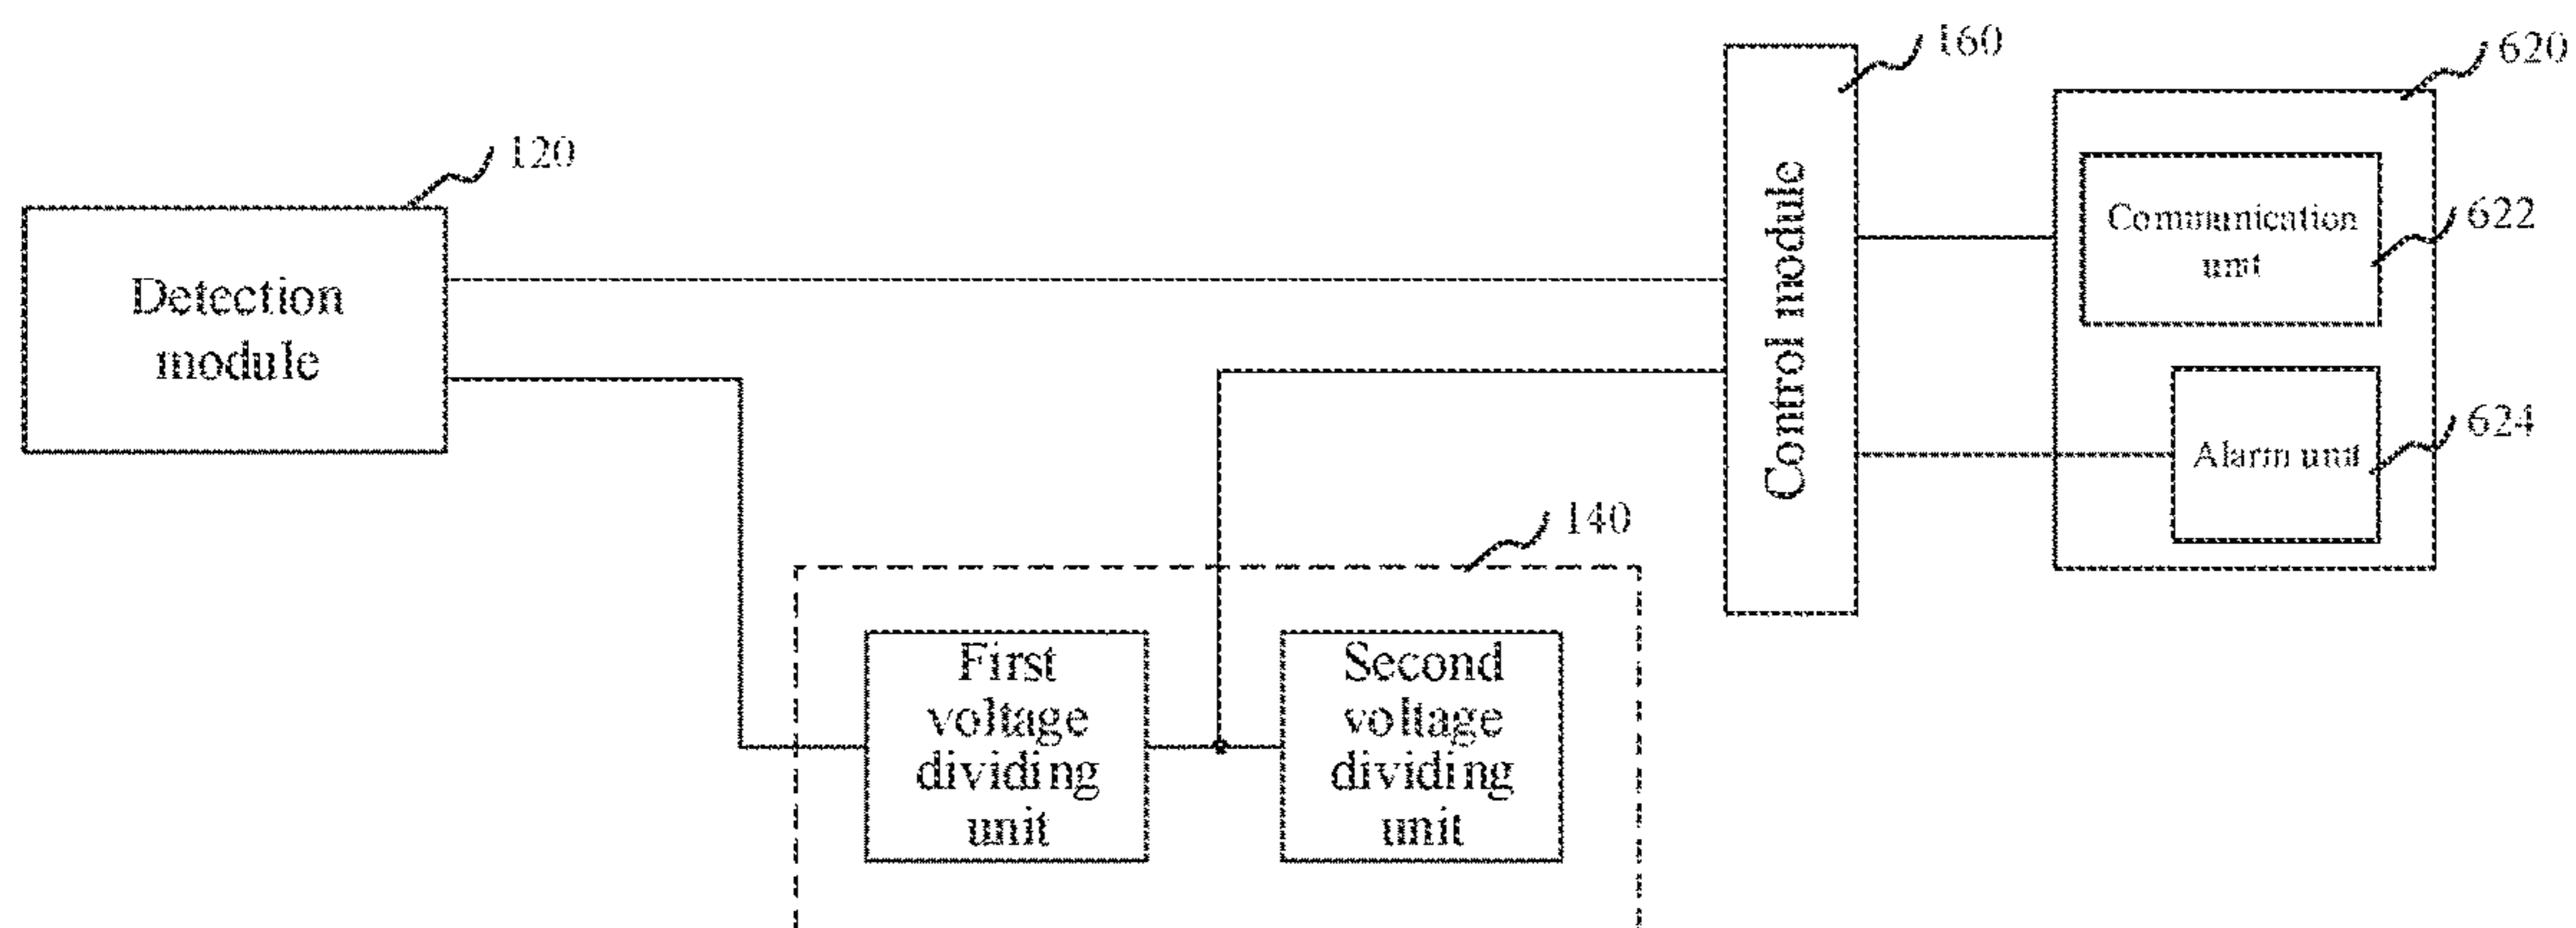 160
620
120
Detection
module
Control module
Communication
unit
622
Alarm unit
624
140
First
voltage
dividing
unit
Second
voltage
dividing
unit